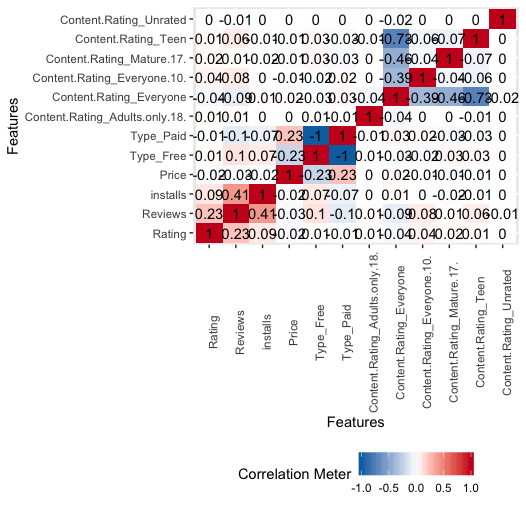 Content.Rating_Unrated 0 -0.01 0 0 0 0 0 -0.02 0 0 0 1
Content.Rating_Teen 0.01 0.06 -0.01 -0.01 0.03 -0.03 -0.01 -0.73 -0.06 -0.07 1 0
Content.Rating_Mature.17. 0.02 0.01 -0.02 0.01 0.03 -0.03 0 -0.46 -0.04 1 -0.07 0
Content.Rating_Everyone.10. 0.04 0.08 0 -0.01 -0.02 0.02 0 -0.39 1 -0.04 -0.06 0
Content.Rating_Everyone -0.04 -0.09 0.01 0.02 -0.03 0.03 -0.04 1 -0.39 -0.46 -0.73 -0.02
Content.Rating_Adults.only.18. 0.01 0.01 0 0 0.01 -0.01 1 -0.04 0 0 -0.01 0
Type_Paid -0.01 -0.1 -0.07 0.23 -1 1 -0.01 0.03 0.02 -0.03 -0.03 0
Type_Free 0.01 0.1 0.07 -0.23 1 -1 0.01 -0.03 -0.02 0.03 0.03 0
Price -0.02 -0.03 -0.02 1 -0.23 0.23 0 0.02 -0.01 0.01 -0.01 0
installs 0.09 0.41 1 -0.02 0.07 -0.07 0 0.01 0 -0.02 -0.01 0
Reviews 0.23 1 0.41 -0.03 0.1 -0.1 0.01 -0.09 0.08 0.01 0.06 -0.01
Rating 1 0.23 0.09 -0.02 0.01 -0.01 0.01 -0.04 0.04 0.02 0.01 0
Features
Rating
Reviews
installs
Price
Type_Free
Type_Paid
Content.Rating_Adults.only.18.
Content.Rating_Everyone
Content.Rating_Everyone.10.
Content.Rating_Mature.17.
Content.Rating_Teen
Content.Rating_Unrated
Features
Correlation Meter
-1.0 -0.5 0.0 0.5 1.0